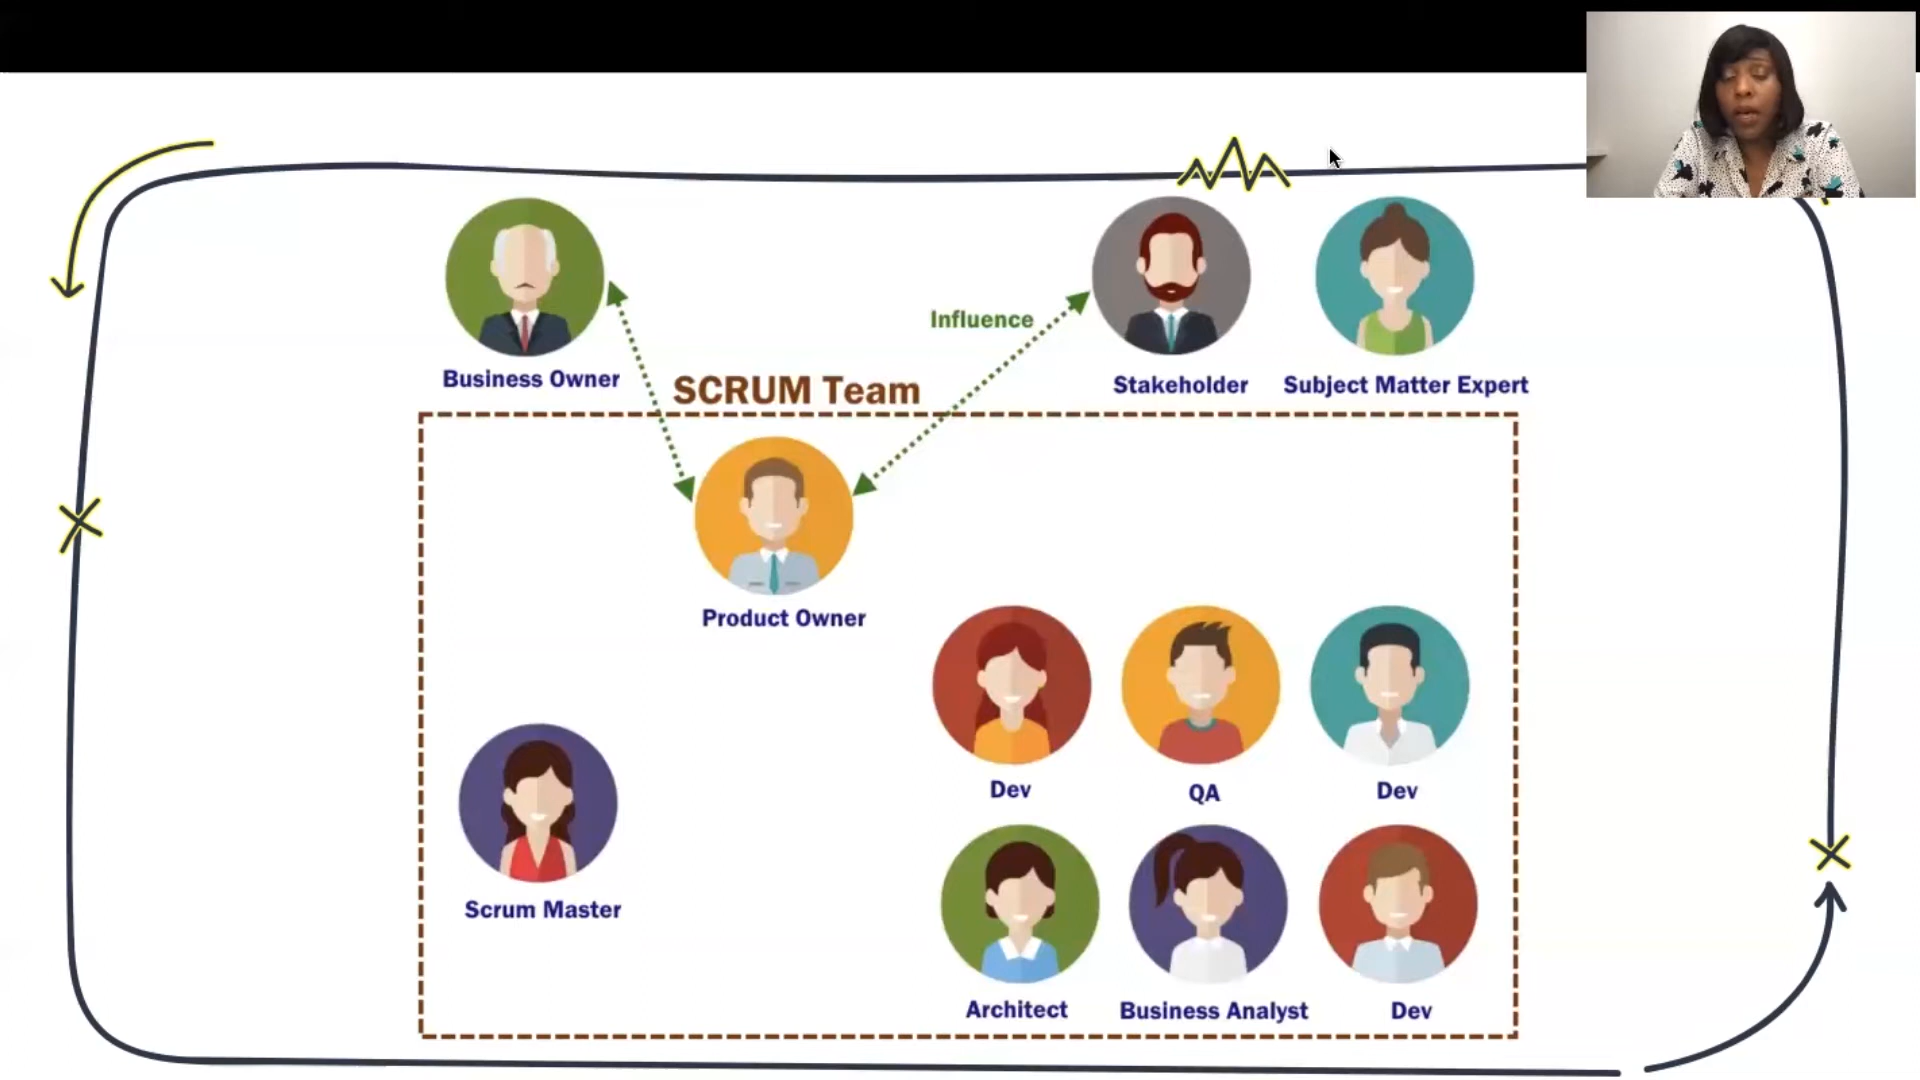 Influence
Business Owner
SCRUM Team
Stakeholder
Subject Matter Expert
Product Owner
Dev
QA
Dev
Scrum Master
Architect
Business Analyst
Dev